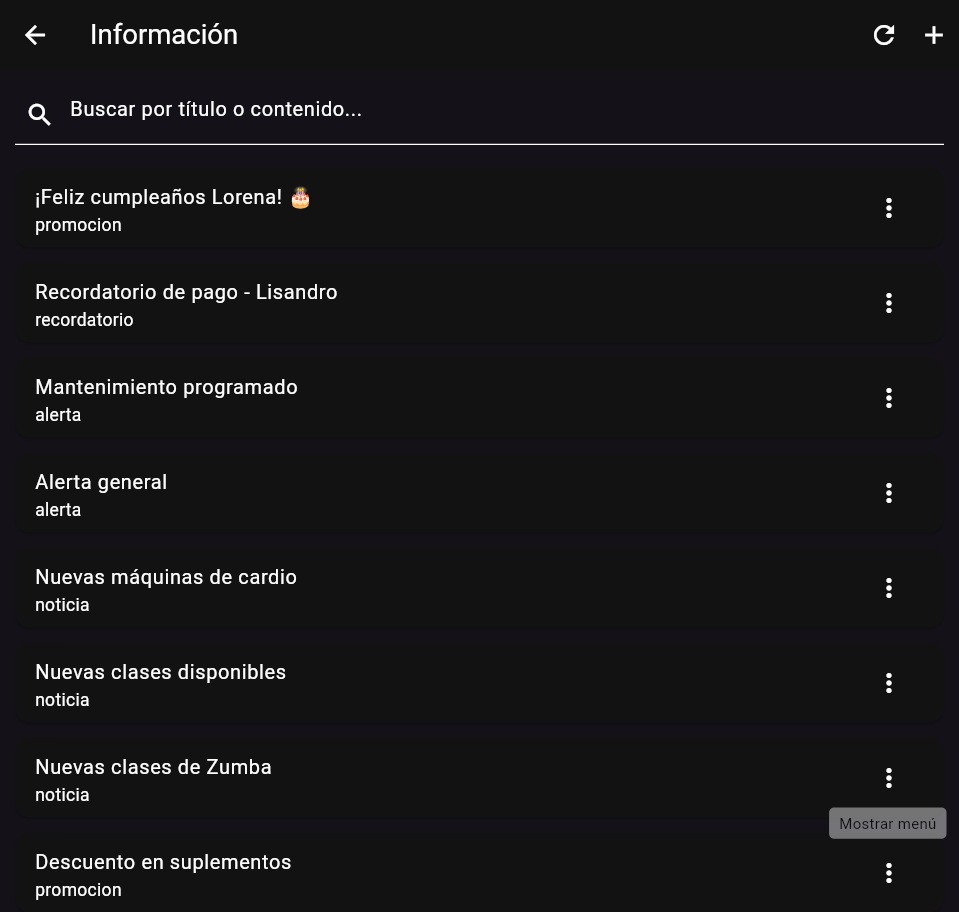 Información
Buscar por título o contenido...
¡Feliz cumpleaños Lorena! 🎂
promocion
Recordatorio de pago - Lisandro
recordatorio
Mantenimiento programado
alerta
Alerta general
alerta
Nuevas máquinas de cardio
noticia
Nuevas clases disponibles
noticia
Nuevas clases de Zumba
noticia
Mostrar menú
Descuento en suplementos
promocion